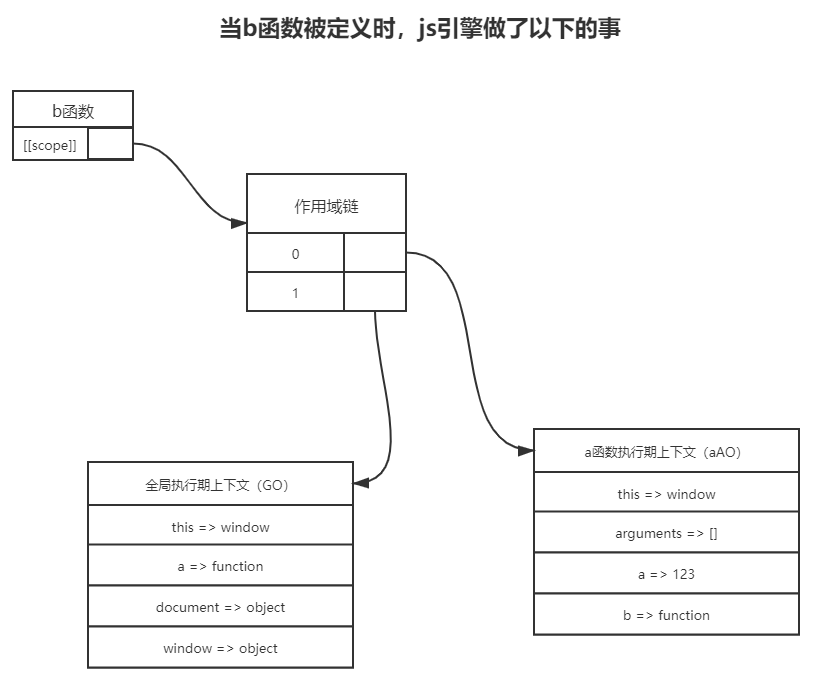 当b函数被定义时，js引擎做了以下的事
b函数
[[scope]]
作用域链
0
1
全局执行期上下文（GO）
this => window
a => function
document => object
window => object
a函数执行期上下文（aAO）
this => window
arguments => []
a => 123
b => function